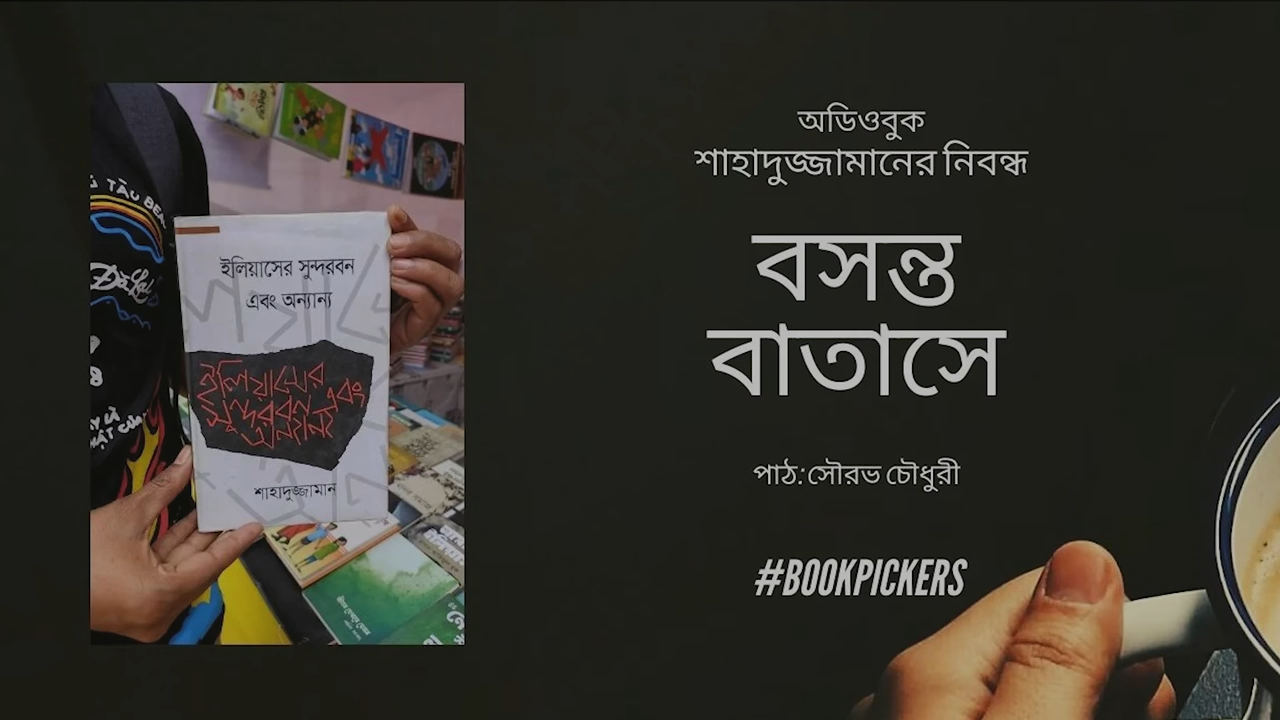 অডিওবুক
শাহাদুজ্জামানের নিবন্ধ
বসন্ত
বাতাসে
পাঠ: সৌরভ চৌধুরী
#BOOKPICKERS
ইলিয়াসের সুন্দরবন
এবং অন্যান্য
ইলিয়াসের
সুন্দরবন এবং
অন্যান্য
শাহাদুজ্জামান